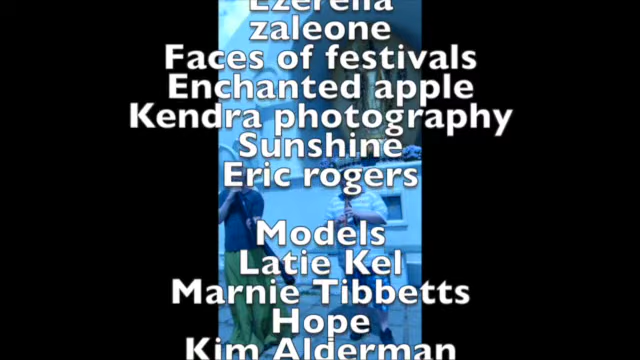 Ezerella
zaleone
Faces of festivals
Enchanted apple
Kendra photography
Sunshine
Eric rogers
Models
Latie Kel
Marnie Tibbetts
Hope
Kim Alderman